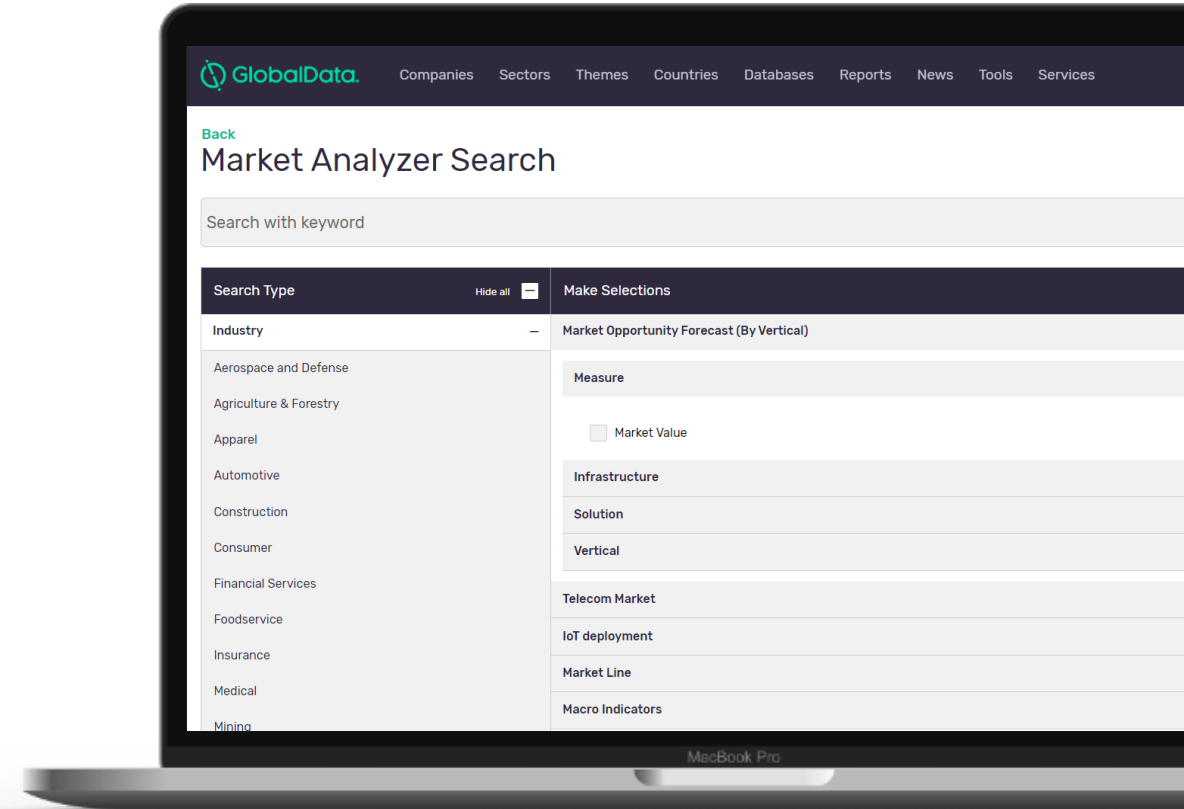 GlobalData. Companies Sectors Themes Countries Databases Reports News Tools Services
Back
Market Analyzer Search
Search with keyword
Search Type Hide all
Industry
Aerospace and Defense
Agriculture & Forestry
Apparel
Automotive
Construction
Consumer
Financial Services
Foodservice
Insurance
Medical
Mining
Make Selections
Market Opportunity Forecast (By Vertical)
Measure
Market Value
Infrastructure
Solution
Vertical
Telecom Market
IoT deployment
Market Line
Macro Indicators
MacBook Pro